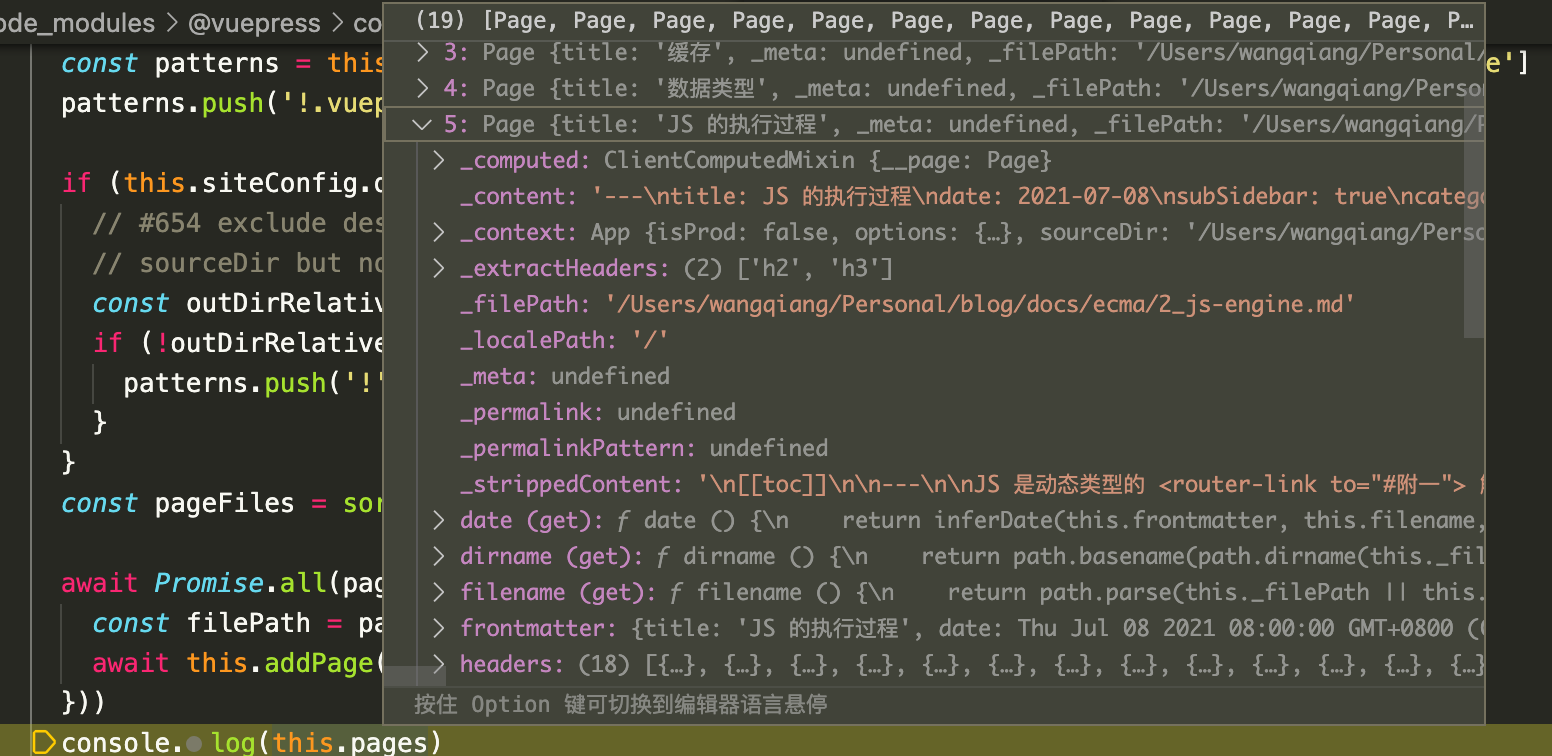 ode_modules > @vuepress > co
const patterns = this
e']
patterns.push('!.vuep
if (this.siteConfig.d
// #654 exclude des
// sourceDir but no
const outDirRelativ
if (!outDirRelative
patterns.push('!'
}
}
const pageFiles = sor
await Promise.all(pag
const filePath = pa
await this.addPage(
}))
console.log(this.pages)
(19) [Page, Page, Page, Page, Page, Page, Page, Page, Page, Page, Page, Page, P…
3: Page {title: '缓存', _meta: undefined, _filePath: '/Users/wangqiang/Personal/
4: Page {title: '数据类型', _meta: undefined, _filePath: '/Users/wangqiang/Perso
5: Page {title: 'JS 的执行过程', _meta: undefined, _filePath: '/Users/wangqiang/P
_computed: ClientComputedMixin {__page: Page}
_content: '---\ntitle: JS 的执行过程\ndate: 2021-07-08\nsubSidebar: true\ncatego
_context: App {isProd: false, options: {…}, sourceDir: '/Users/wangqiang/Perso
_extractHeaders: (2) ['h2', 'h3']
_filePath: '/Users/wangqiang/Personal/blog/docs/ecma/2_js-engine.md'
_localePath: '/'
_meta: undefined
_permalink: undefined
_permalinkPattern: undefined
_strippedContent: '\n[[toc]]\n\n---\n\nJS 是动态类型的 <router-link to="#附一">
date (get): ƒ date () {\n    return inferDate(this.frontmatter, this.filename,
dirname (get): ƒ dirname () {\n    return path.basename(path.dirname(this._fil
filename (get): ƒ filename () {\n    return path.parse(this._filePath || this.
frontmatter: {title: 'JS 的执行过程', date: Thu Jul 08 2021 08:00:00 GMT+0800 (
headers: (18) [{…}, {…}, {…}, {…}, {…}, {…}, {…}, {…}, {…}, {…}, {…}, {…}, {…}
按住 Option 键可切换到编辑器语言悬停